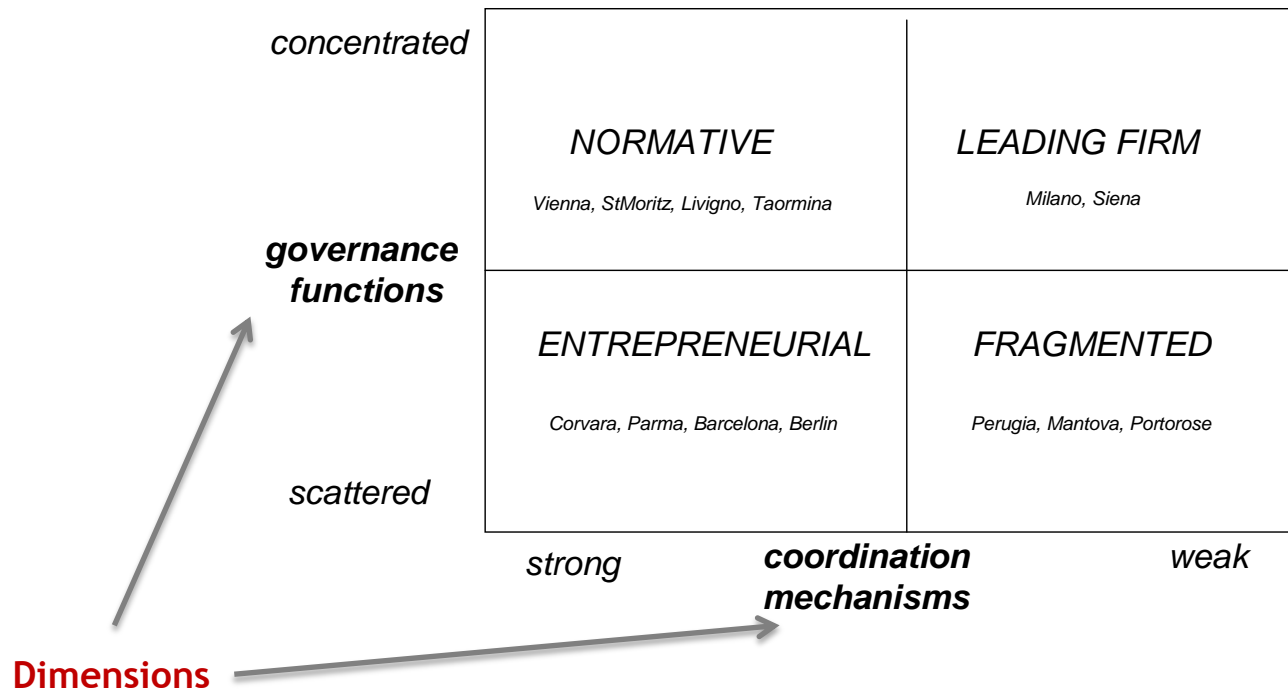 concentrated
NORMATIVE
LEADING FIRM
Vienna, StMoritz, Livigno, Taormina
Milano, Siena
governance
functions
ENTREPRENEURIAL
FRAGMENTED
Corvara, Parma, Barcelona, Berlin
Perugia, Mantova, Portorose
scattered
strong
coordination
mechanisms
weak
Dimensions